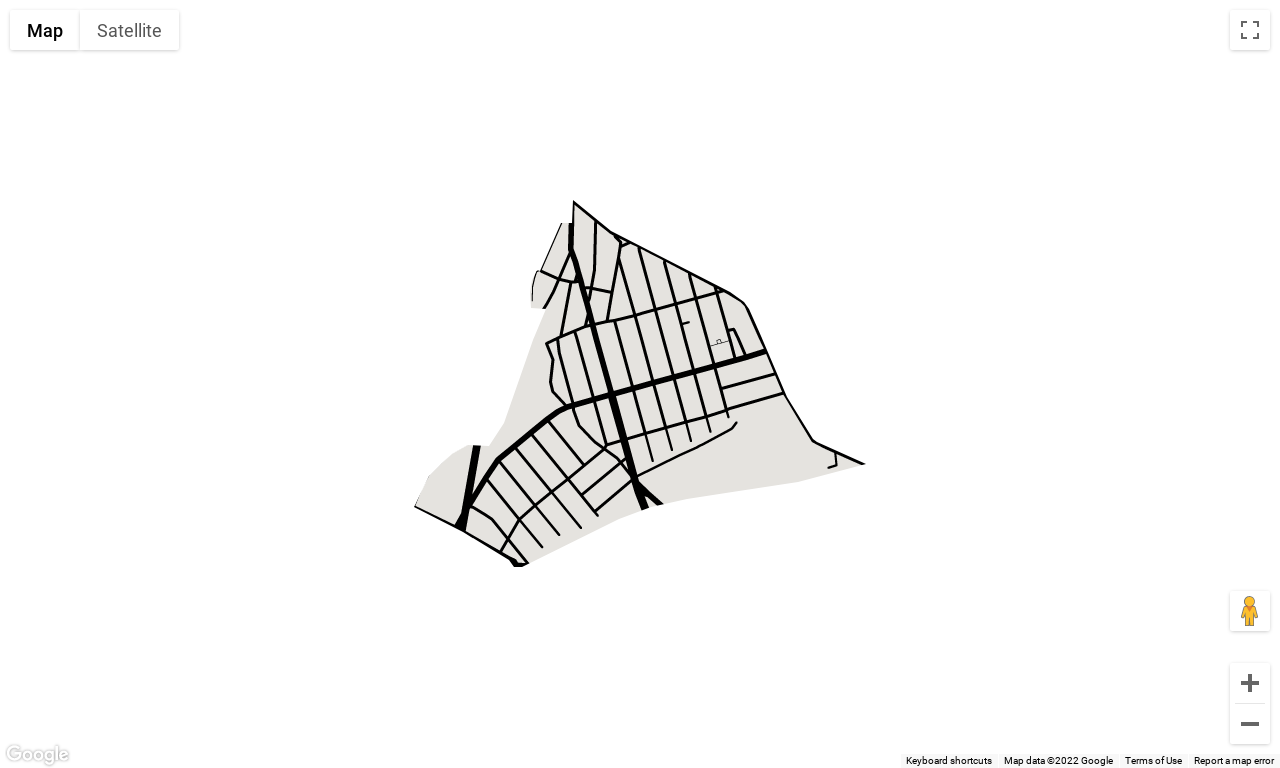 Map Satellite
Google
Keyboard shortcuts Map data ©2022 Google Terms of Use Report a map error